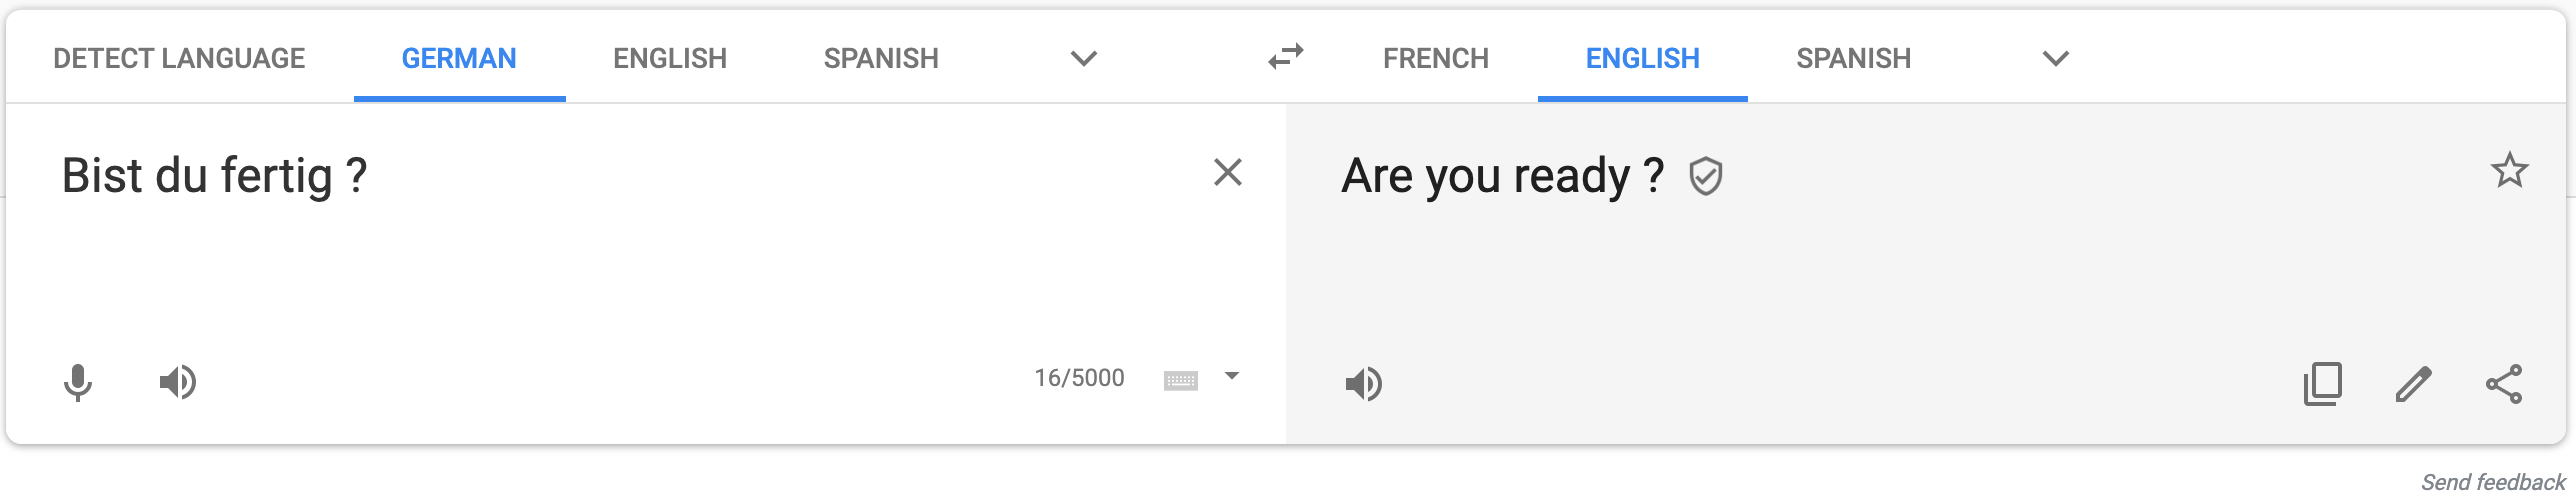 DETECT LANGUAGE GERMAN ENGLISH SPANISH FRENCH ENGLISH SPANISH
Bist du fertig ?
Are you ready ?
16/5000
Send feedback